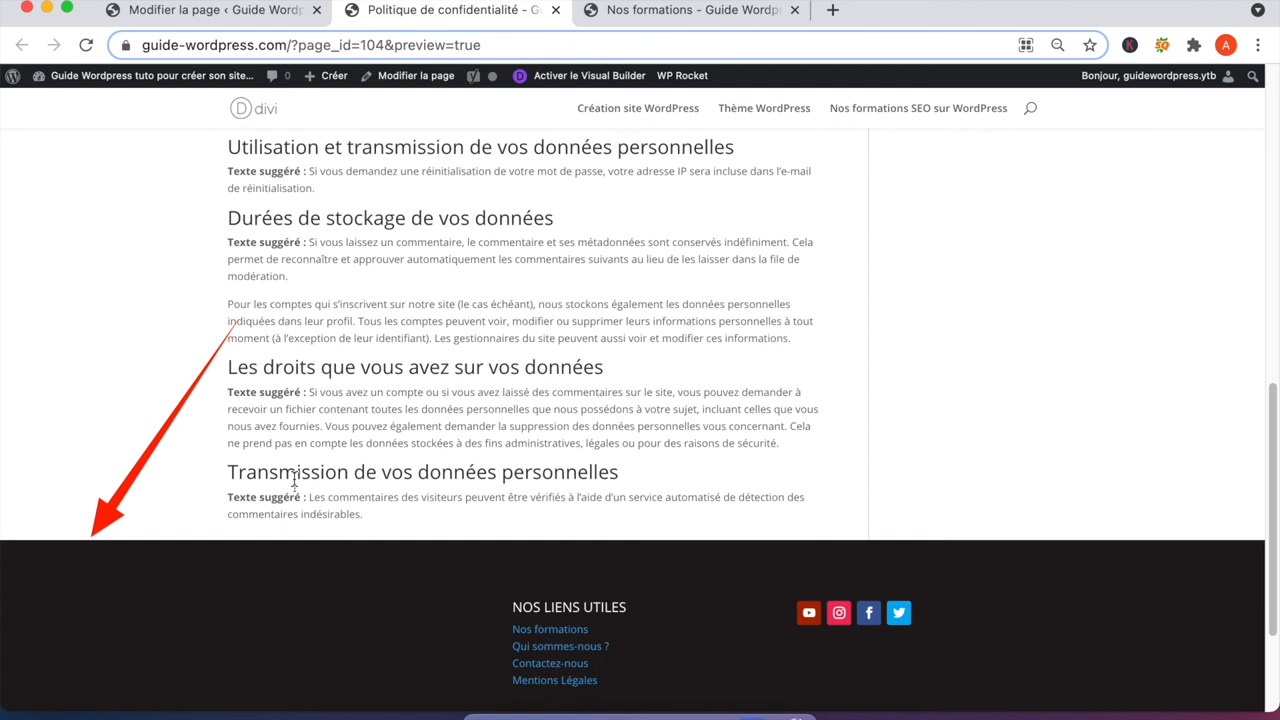 Modifier la page ‹ Guide Wordp
Politique de confidentialité - G
Nos formations - Guide Wordpr
guide-wordpress.com/?page_id=104&preview=true
Guide Wordpress tuto pour créer son site... 0 Créer Modifier la page Activer le Visual Builder WP Rocket Bonjour, guidewordpress.ytb
divi Création site WordPress Thème WordPress Nos formations SEO sur WordPress
Utilisation et transmission de vos données personnelles
Texte suggéré : Si vous demandez une réinitialisation de votre mot de passe, votre adresse IP sera incluse dans l’e-mail
de réinitialisation.
Durées de stockage de vos données
Texte suggéré : Si vous laissez un commentaire, le commentaire et ses métadonnées sont conservés indéfiniment. Cela
permet de reconnaître et approuver automatiquement les commentaires suivants au lieu de les laisser dans la file de
modération.
Pour les comptes qui s’inscrivent sur notre site (le cas échéant), nous stockons également les données personnelles
indiquées dans leur profil. Tous les comptes peuvent voir, modifier ou supprimer leurs informations personnelles à tout
moment (à l’exception de leur identifiant). Les gestionnaires du site peuvent aussi voir et modifier ces informations.
Les droits que vous avez sur vos données
Texte suggéré : Si vous avez un compte ou si vous avez laissé des commentaires sur le site, vous pouvez demander à
recevoir un fichier contenant toutes les données personnelles que nous possédons à votre sujet, incluant celles que vous
nous avez fournies. Vous pouvez également demander la suppression des données personnelles vous concernant. Cela
ne prend pas en compte les données stockées à des fins administratives, légales ou pour des raisons de sécurité.
Transmission de vos données personnelles
Texte suggéré : Les commentaires des visiteurs peuvent être vérifiés à l’aide d’un service automatisé de détection des
commentaires indésirables.
NOS LIENS UTILES
Nos formations
Qui sommes-nous ?
Contactez-nous
Mentions Légales